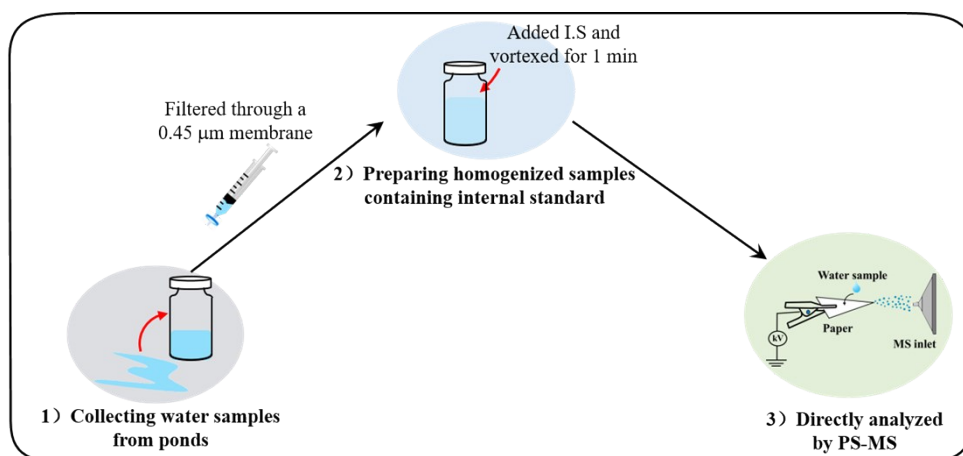 Added I.S and
vortexed for 1 min
Filtered through a
0.45 μm membrane
2）Preparing homogenized samples
containing internal standard
Water sample
Paper
kV
MS inlet
1）Collecting water samples
from ponds
3）Directly analyzed
by PS-MS